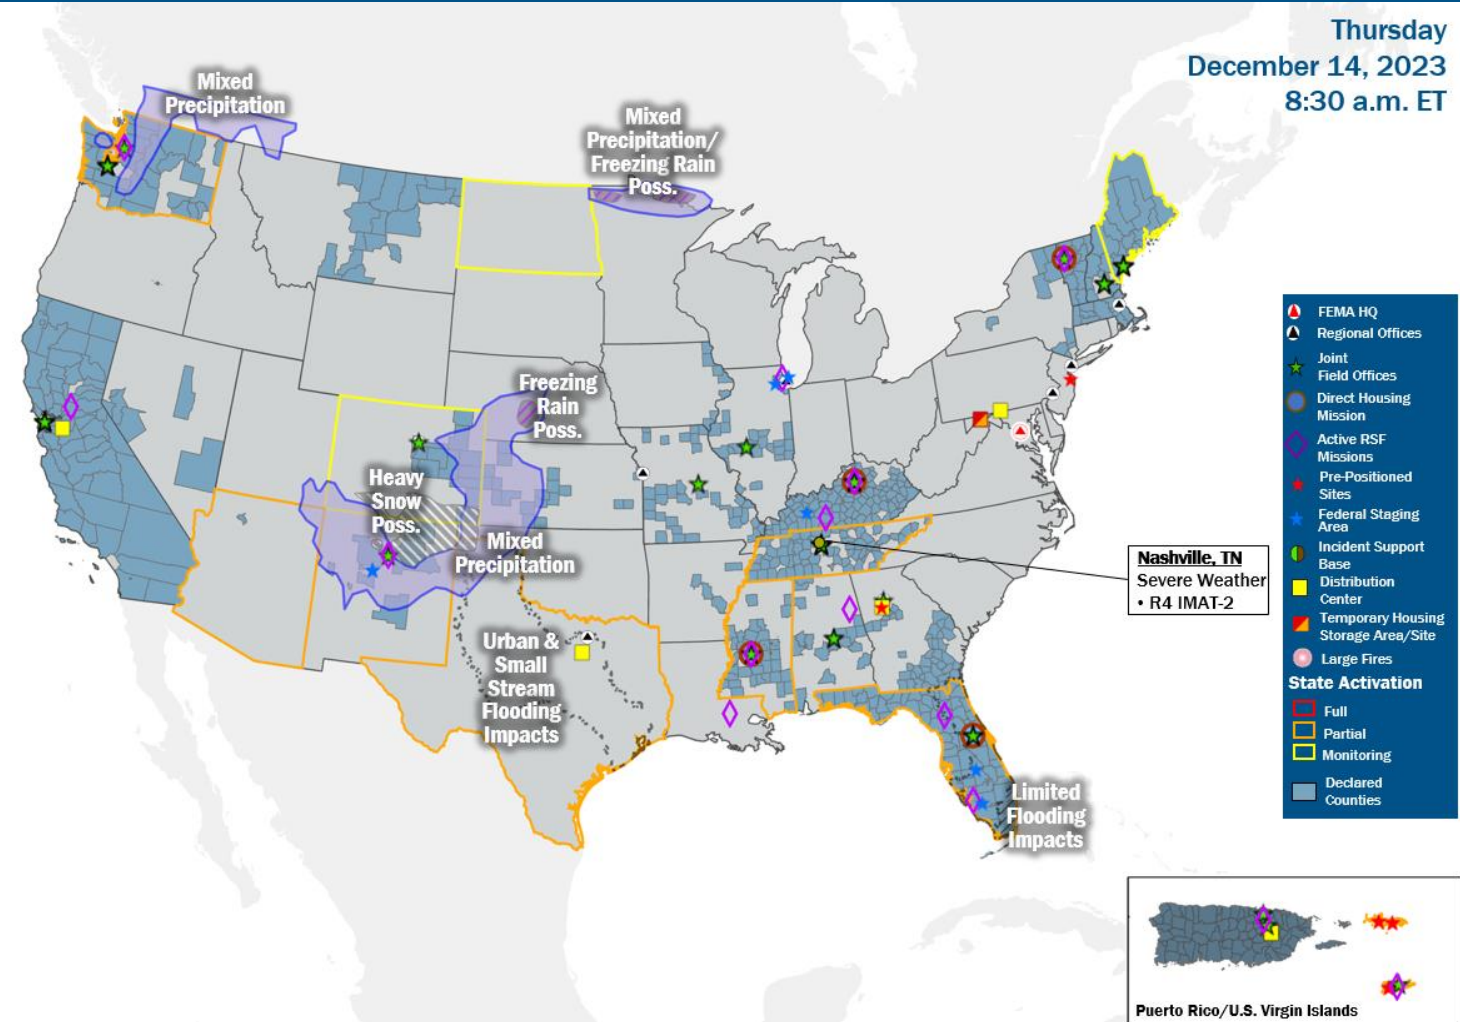 Thursday
December 14, 2023
8:30 a.m. ET
Mixed
Precipitation
Mixed
Precipitation/
Freezing Rain
Poss.
Freezing
Rain
Poss.
Heavy
Snow
Poss.
Mixed
Precipitation
Urban &
Small
Stream
Flooding
Impacts
Limited
Flooding
Impacts
Nashville, TN
Severe Weather
• R4 IMAT-2
FEMA HQ
Regional Offices
Joint
Field Offices
Direct Housing
Mission
Active RSF
Missions
Pre-Positioned
Sites
Federal Staging
Area
Incident Support
Base
Distribution
Center
Temporary Housing
Storage Area/Site
Large Fires
State Activation
Full
Partial
Monitoring
Declared
Counties
Puerto Rico/U.S. Virgin Islands